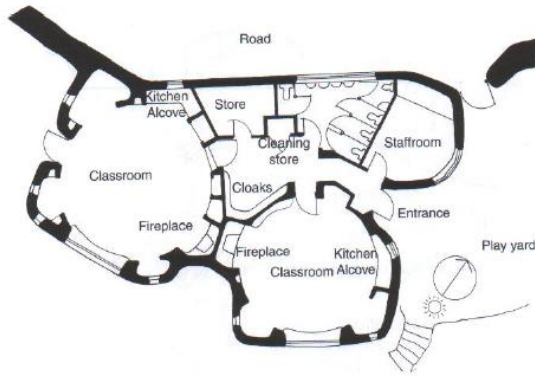 Road
Kitchen
Alcove
Store
Cleaning
store
Staffroom
Classroom
Cloaks
Entrance
Fireplace
Fireplace
Kitchen
Alcove
Classroom
Play yard